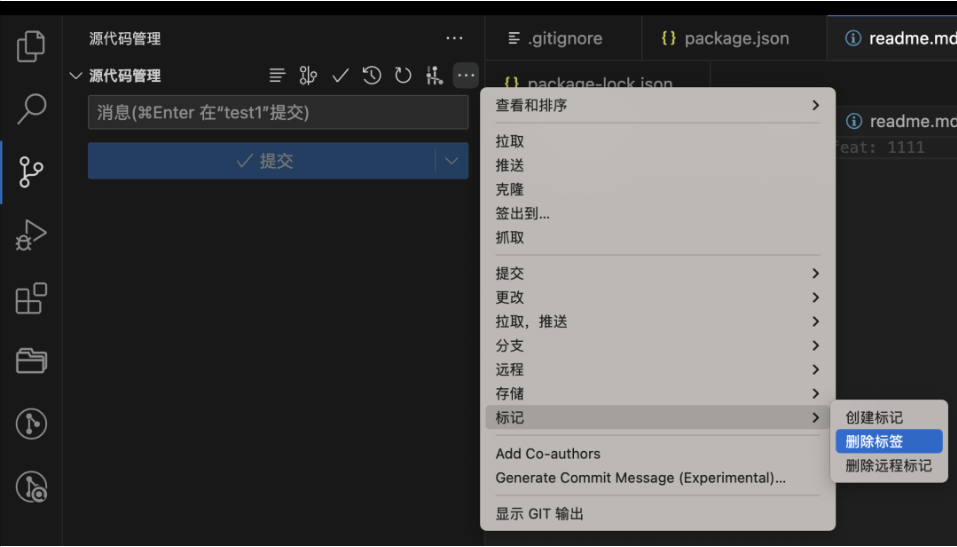 源代码管理
源代码管理
消息(⌘Enter 在“test1”提交)
提交
.gitignore
package.json
readme.md
package-lock.json
readme.md
feat: 1111
查看和排序
拉取
推送
克隆
签出到...
抓取
提交
更改
拉取，推送
分支
远程
存储
标记
创建标记
删除标签
删除远程标记
Add Co-authors
Generate Commit Message (Experimental)...
显示 GIT 输出